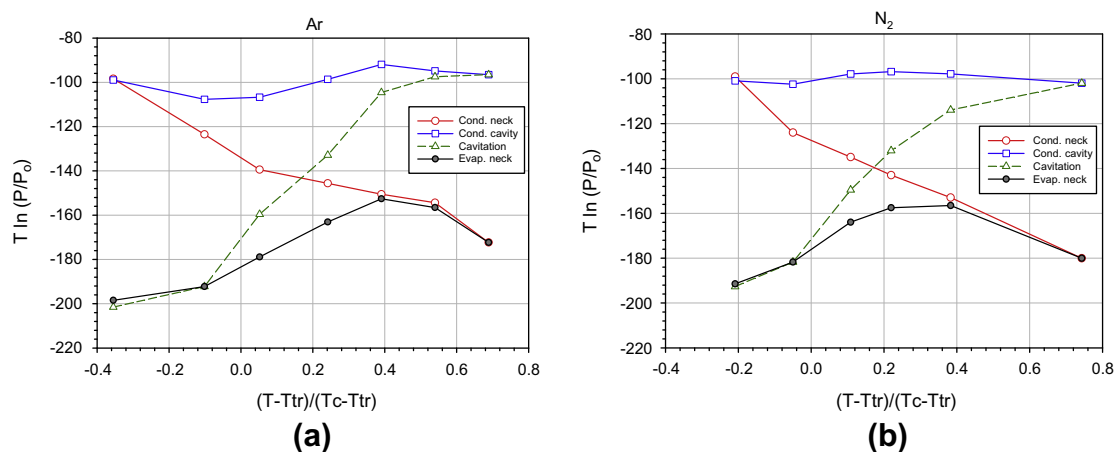 Ar
-80
-100
-120
-140
-160
-180
-200
-220
T ln (P/Po)
Cond. neck
Cond. cavity
Cavitation
Evap. neck
-0.4 -0.2 0.0 0.2 0.4 0.6 0.8
(T-Ttr)/(Tc-Ttr)
(a)
N2
-80
-100
-120
-140
-160
-180
-200
-220
T ln (P/Po)
Cond. neck
Cond. cavity
Cavitation
Evap. neck
-0.4 -0.2 0.0 0.2 0.4 0.6 0.8
(T-Ttr)/(Tc-Ttr)
(b)